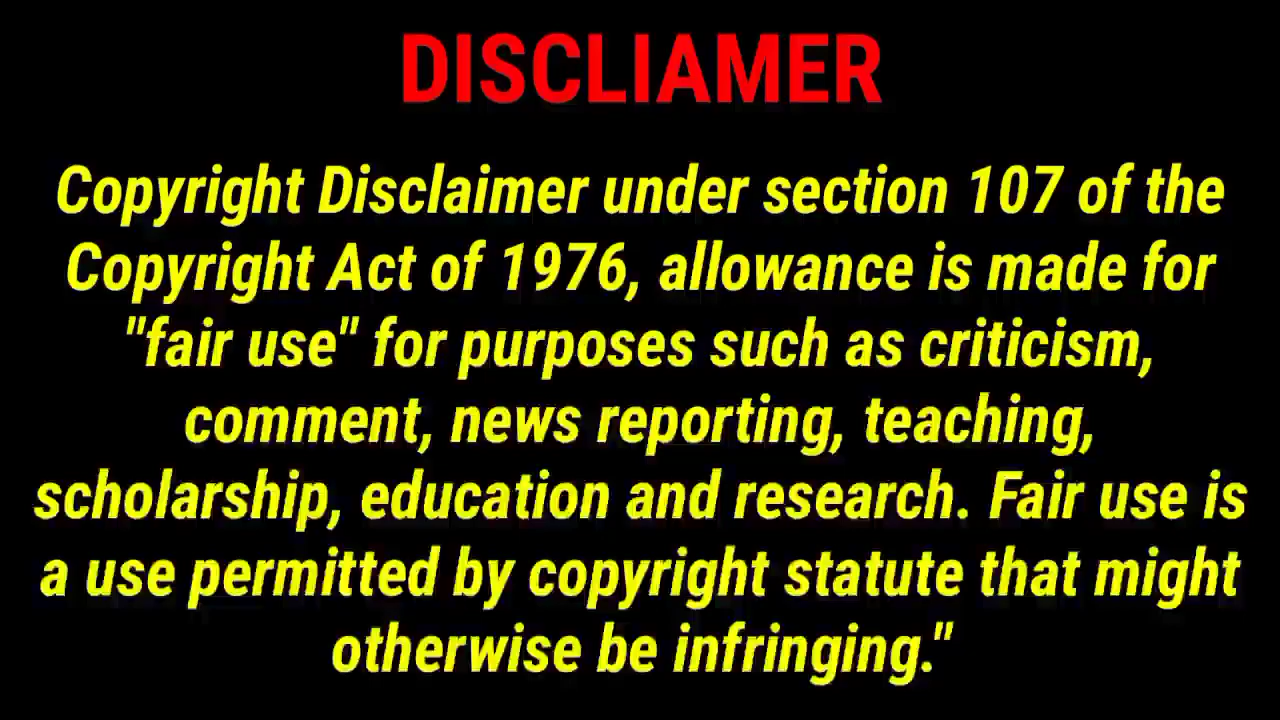 DISCLIAMER
Copyright Disclaimer under section 107 of the
Copyright Act of 1976, allowance is made for
"fair use" for purposes such as criticism,
comment, news reporting, teaching,
scholarship, education and research. Fair use is
a use permitted by copyright statute that might
otherwise be infringing."